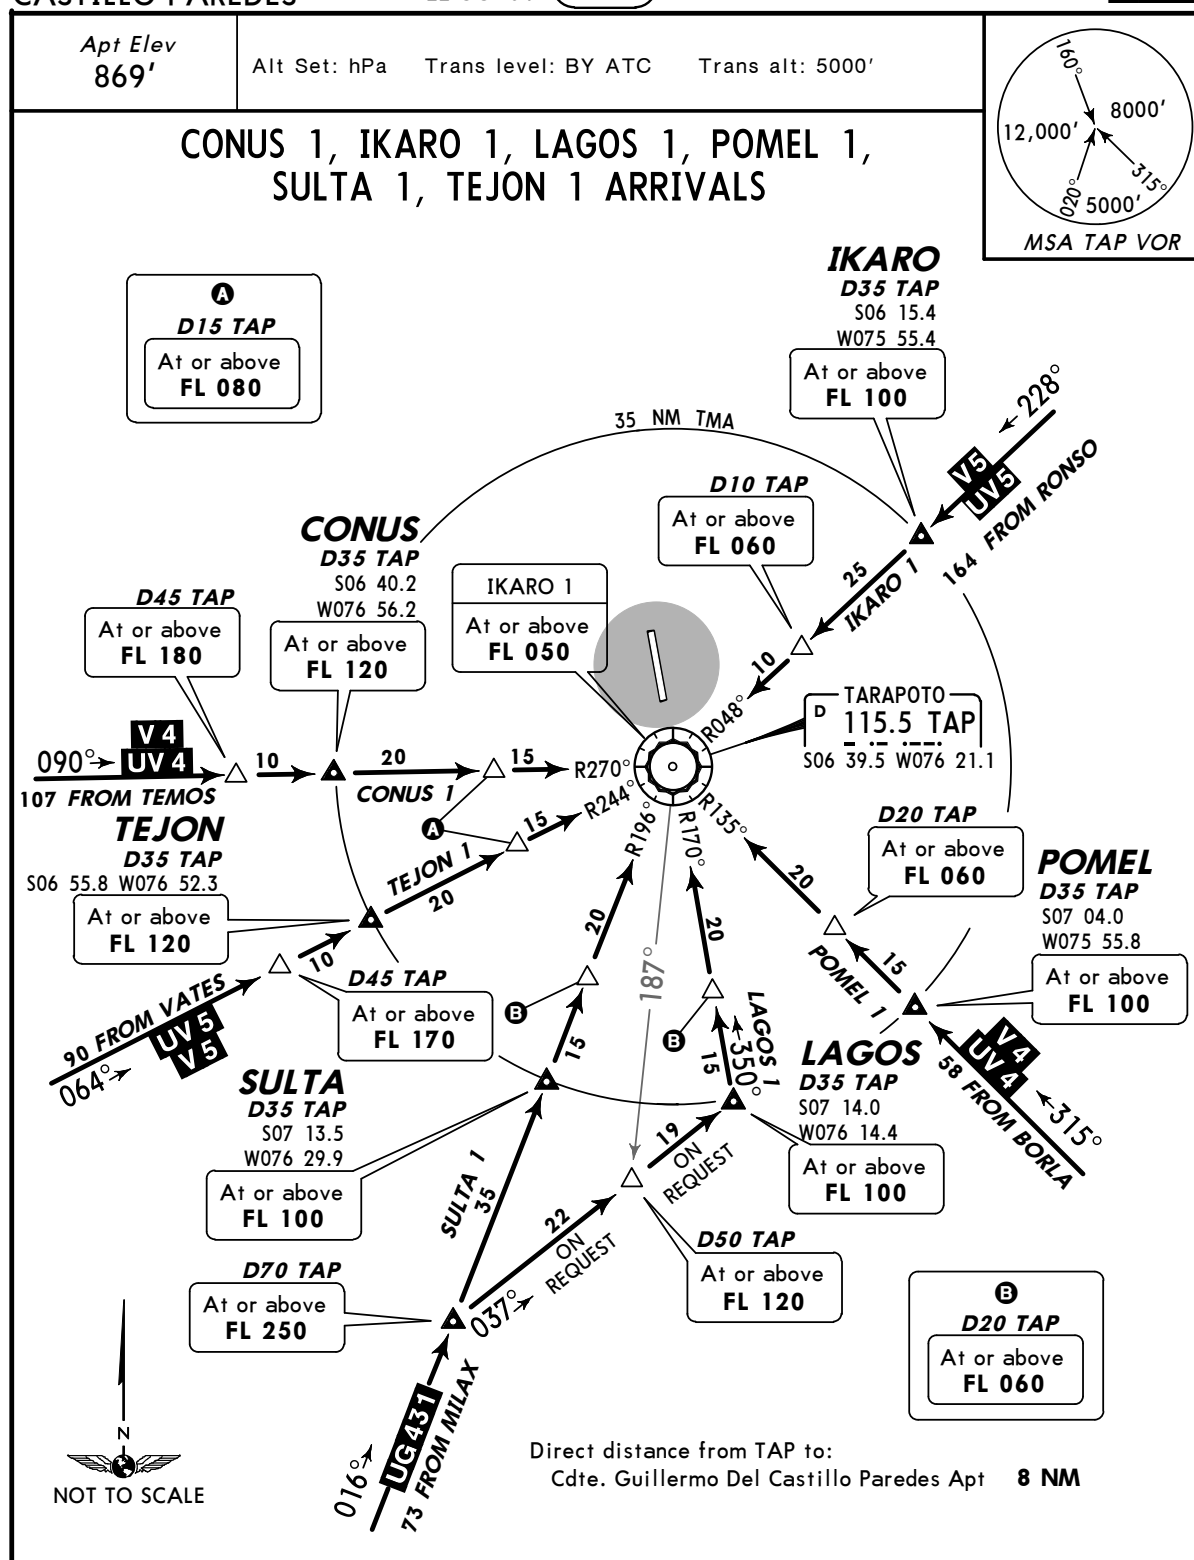 CASTILLO PAREDES
Apt Elev
869'
Alt Set: hPa Trans level: BY ATC Trans alt: 5000'
160°
8000'
12,000'
315°
020°
5000'
MSA TAP VOR
CONUS 1, IKARO 1, LAGOS 1, POMEL 1,
SULTA 1, TEJON 1 ARRIVALS
A
D15 TAP
At or above
FL 080
IKARO
D35 TAP
S06 15.4
W075 55.4
At or above
FL 100
228°
V5
UV5
164 FROM RONSO
35 NM TMA
D10 TAP
At or above
FL 060
25
IKARO 1
10
R048°
CONUS
D35 TAP
S06 40.2
W076 56.2
At or above
FL 120
IKARO 1
At or above
FL 050
D45 TAP
At or above
FL 180
TARAPOTO
D 115.5 TAP
S06 39.5 W076 21.1
V 4
UV 4
090°
107 FROM TEMOS
10
20
CONUS 1
15
R270°
A
TEJON
D35 TAP
S06 55.8 W076 52.3
At or above
FL 120
TEJON 1
20
15
R244°
10
90 FROM VATES
UV 5
V 5
064°
D45 TAP
At or above
FL 170
R196°
R170°
R135°
D20 TAP
At or above
FL 060
POMEL
D35 TAP
S07 04.0
W075 55.8
At or above
FL 100
20
15
POMEL 1
V 4
UV 4
315°
58 FROM BORLA
20
15
B
187°
20
B
15
350°
LAGOS 1
LAGOS
D35 TAP
S07 14.0
W076 14.4
At or above
FL 100
SULTA
D35 TAP
S07 13.5
W076 29.9
At or above
FL 100
SULTA 1
35
19
ON
REQUEST
22
ON
REQUEST
037°
D50 TAP
At or above
FL 120
D70 TAP
At or above
FL 250
UG 431
73 FROM MILAX
016°
B
D20 TAP
At or above
FL 060
N
NOT TO SCALE
Direct distance from TAP to:
Cdte. Guillermo Del Castillo Paredes Apt 8 NM